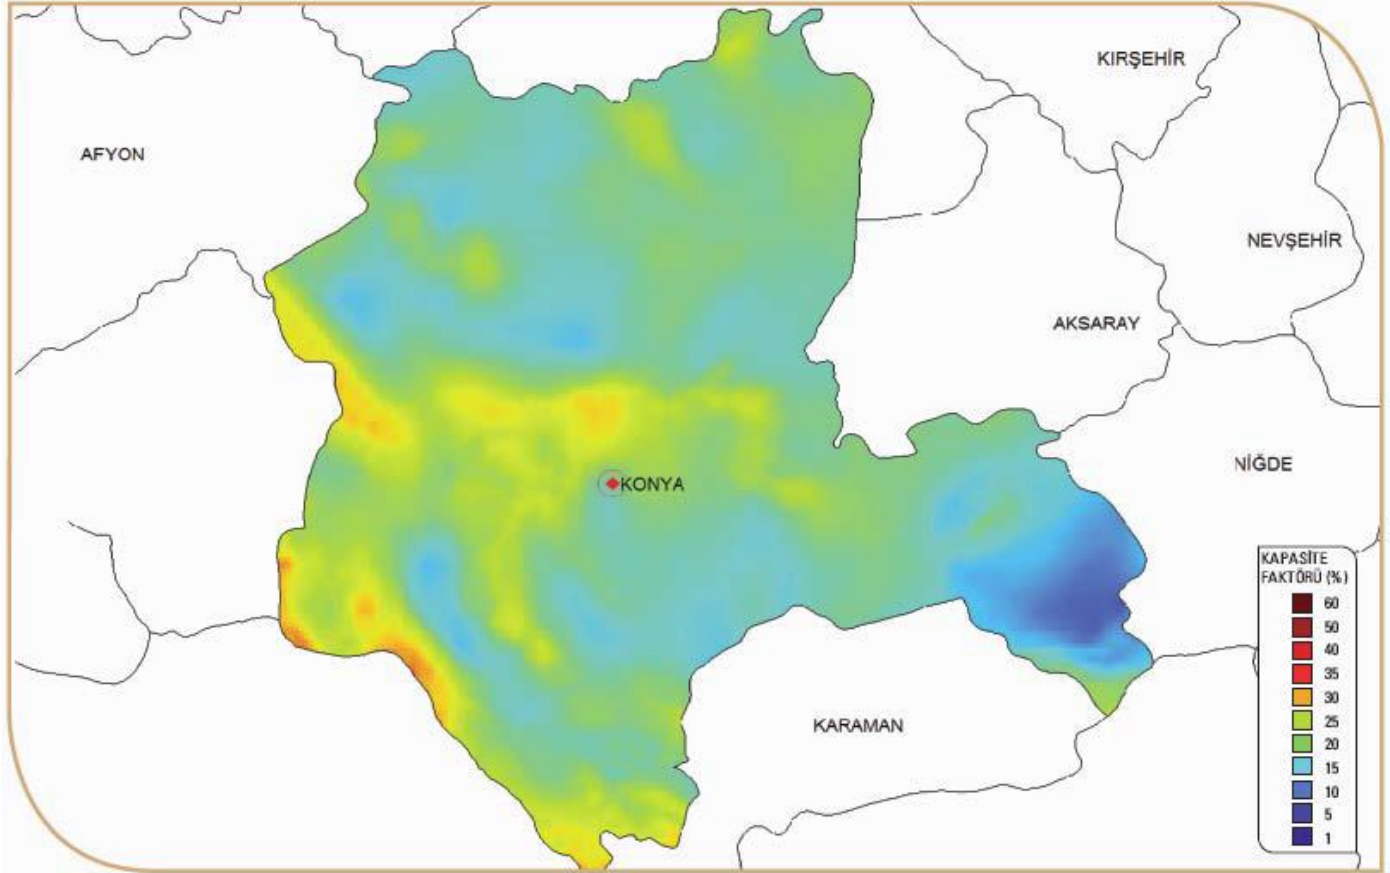 KIRŞEHİR
AFYON
NEVŞEHİR
AKSARAY
NİĞDE
KONYA
KAPASİTE
FAKTÖRÜ (%)
60
50
40
35
30
25
20
15
10
5
1
KARAMAN